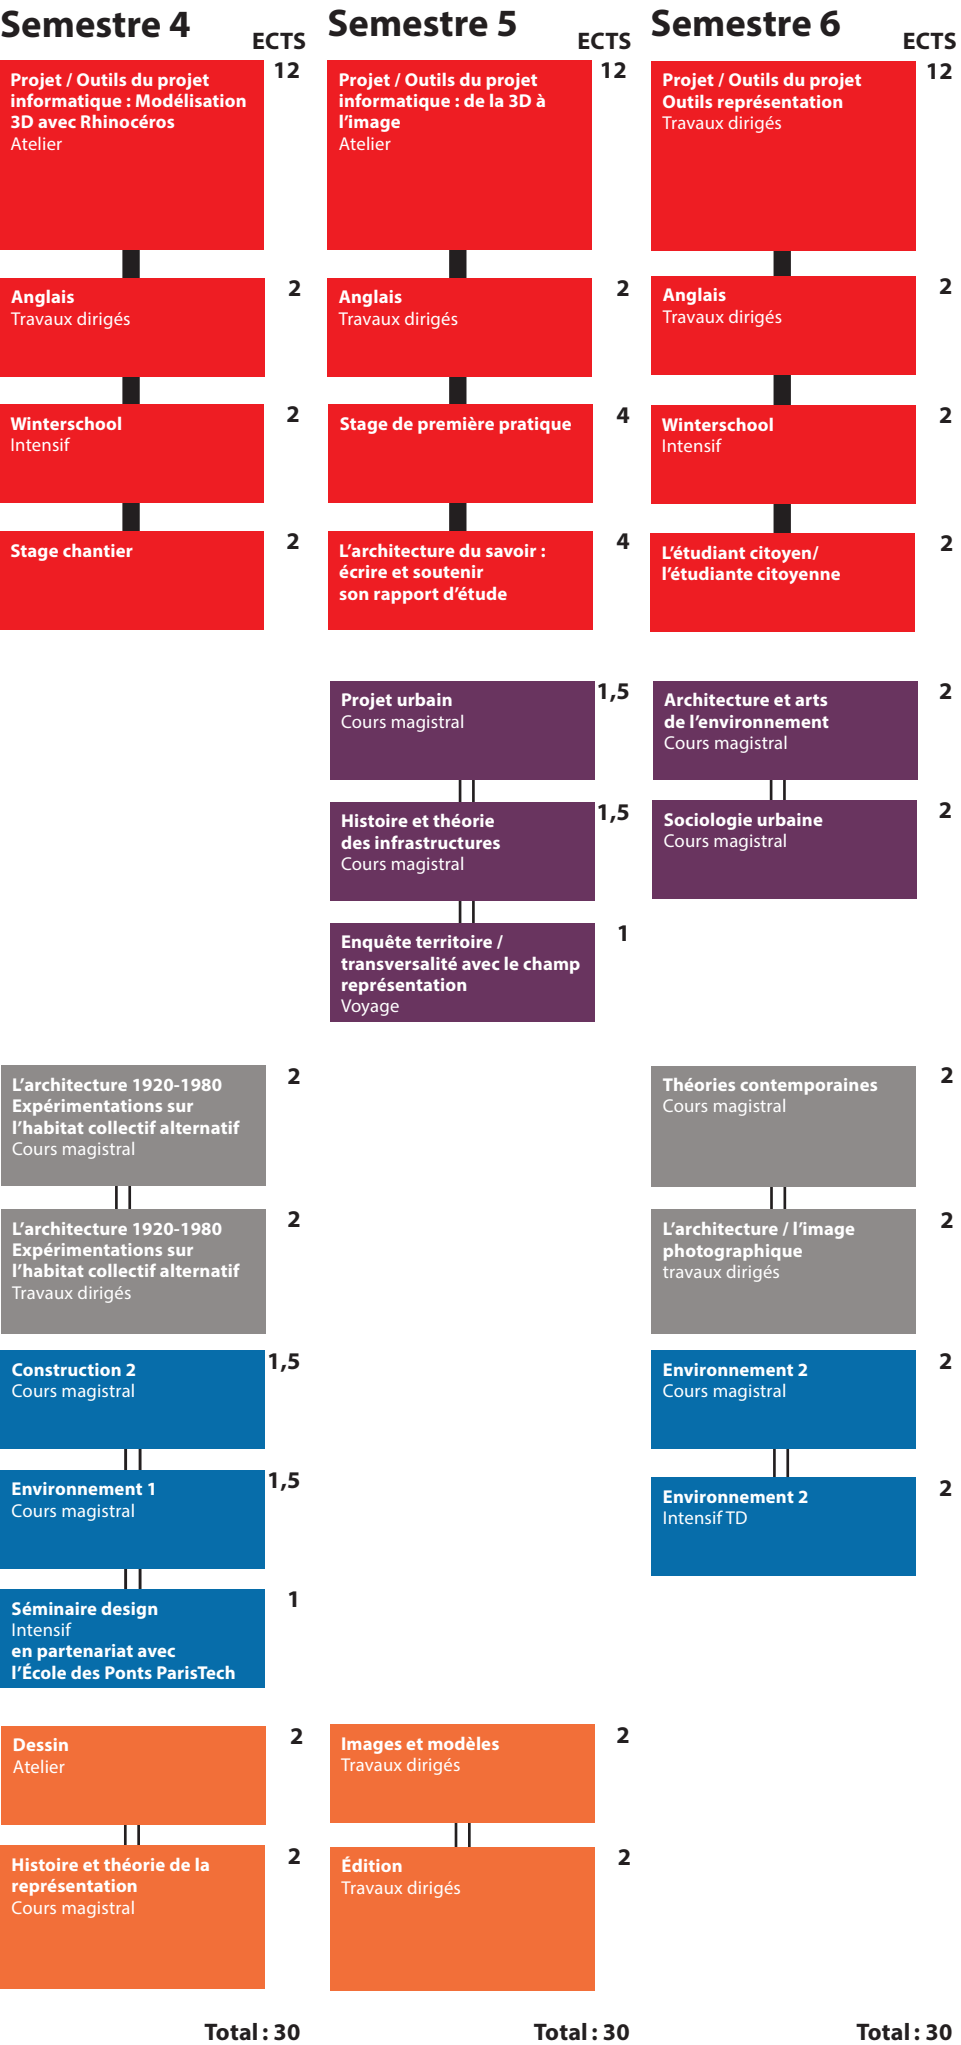 Semestre 4
ECTS
Projet / Outils du projet
informatique : Modélisation
3D avec Rhinocéros
Atelier
12
Anglais
Travaux dirigés
2
Winterschool
Intensif
2
Stage chantier
2
L’architecture 1920-1980
Expérimentations sur
l’habitat collectif alternatif
Cours magistral
2
L’architecture 1920-1980
Expérimentations sur
l’habitat collectif alternatif
Travaux dirigés
2
Construction 2
Cours magistral
1,5
Environnement 1
Cours magistral
1,5
Séminaire design
Intensif
en partenariat avec
l’École des Ponts ParisTech
1
Dessin
Atelier
2
Histoire et théorie de la
représentation
Cours magistral
2
Total : 30
Semestre 5
ECTS
Projet / Outils du projet
informatique : de la 3D à
l’image
Atelier
12
Anglais
Travaux dirigés
2
Stage de première pratique
4
L’architecture du savoir :
écrire et soutenir
son rapport d’étude
4
Projet urbain
Cours magistral
1,5
Histoire et théorie
des infrastructures
Cours magistral
1,5
Enquête territoire /
transversalité avec le champ
représentation
Voyage
1
Images et modèles
Travaux dirigés
2
Édition
Travaux dirigés
2
Total : 30
Semestre 6
ECTS
Projet / Outils du projet
Outils représentation
Travaux dirigés
12
Anglais
Travaux dirigés
2
Winterschool
Intensif
2
L’étudiant citoyen/
l’étudiante citoyenne
2
Architecture et arts
de l’environnement
Cours magistral
2
Sociologie urbaine
Cours magistral
2
Théories contemporaines
Cours magistral
2
L’architecture / l’image
photographique
travaux dirigés
2
Environnement 2
Cours magistral
2
Environnement 2
Intensif TD
2
Total : 30